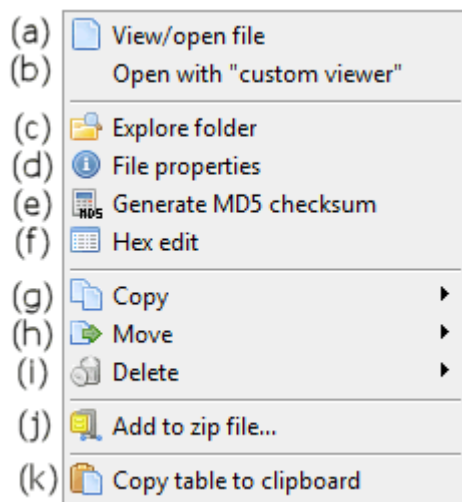 (a) View/open file
(b) Open with "custom viewer"
(c) Explore folder
(d) File properties
(e) MD5 Generate MD5 checksum
(f) Hex edit
(g) Copy
(h) Move
(i) Delete
(j) Add to zip file...
(k) Copy table to clipboard